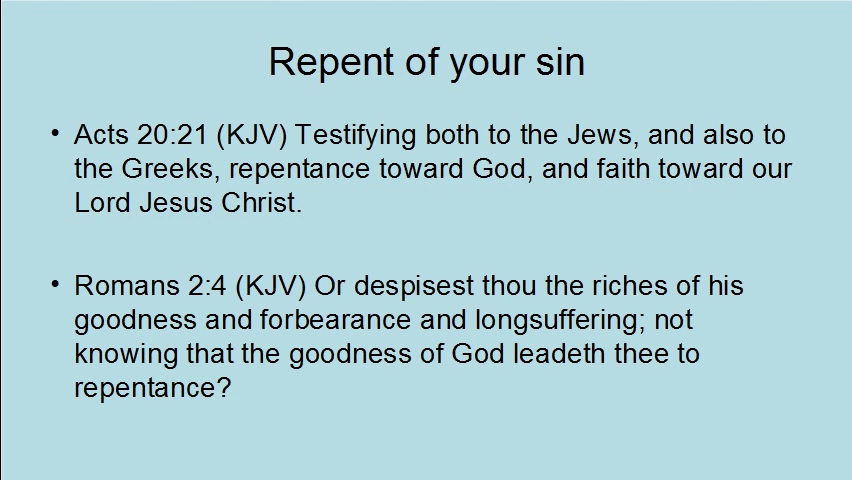 Repent of your sin
• Acts 20:21 (KJV) Testifying both to the Jews, and also to
the Greeks, repentance toward God, and faith toward our
Lord Jesus Christ.
• Romans 2:4 (KJV) Or despisest thou the riches of his
goodness and forbearance and longsuffering; not
knowing that the goodness of God leadeth thee to
repentance?